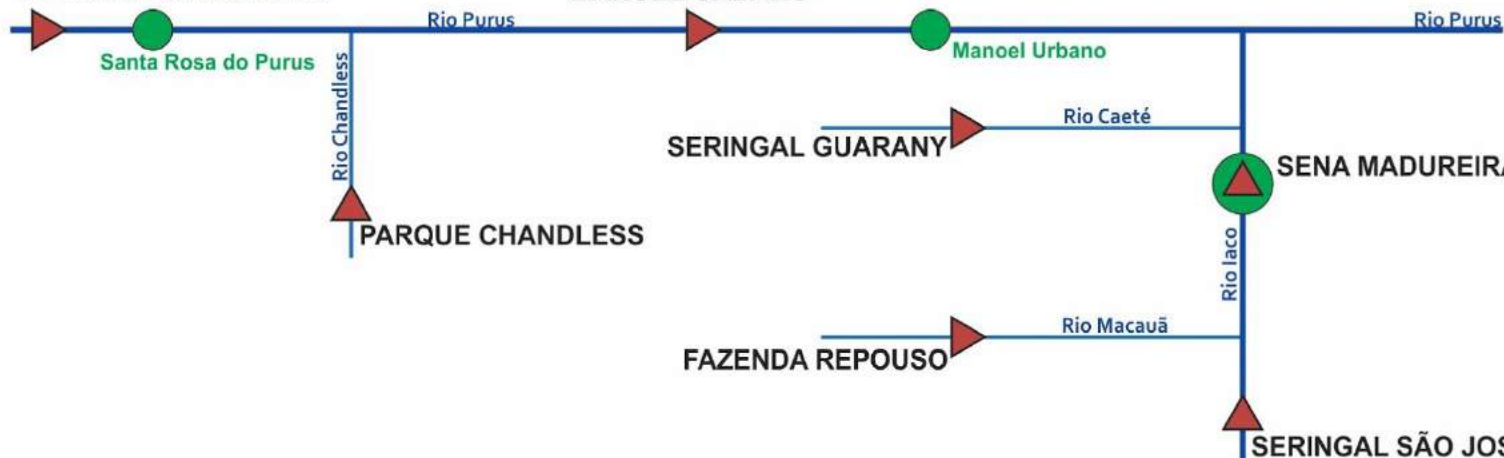 Rio Purus
Rio Purus
Santa Rosa do Purus
Manoel Urbano
Rio Chandless
Rio Caeté
SERINGAL GUARANY
SENA MADUREIRA
PARQUE CHANDLESS
Rio Iaco
Rio Macauã
FAZENDA REPOUSO
SERINGAL SÃO JOS